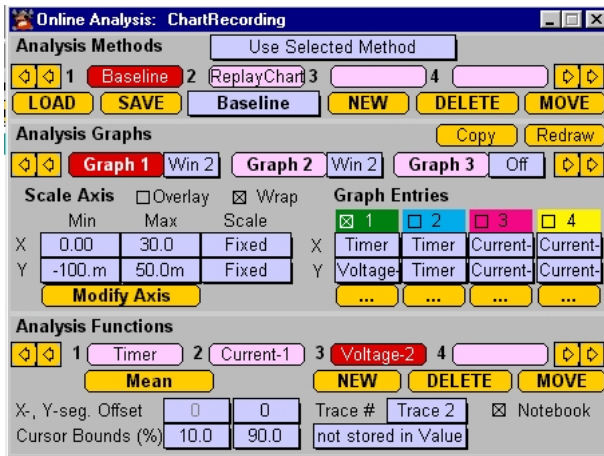 Online Analysis: ChartRecording
Analysis Methods Use Selected Method
1 Baseline 2 ReplayChart 3 4
LOAD SAVE Baseline NEW DELETE MOVE
Analysis Graphs Copy Redraw
Graph 1 Win 2 Graph 2 Win 2 Graph 3 Off
Scale Axis Overlay Wrap Graph Entries
Min Max Scale 1 2 3 4
X 0.00 30.0 Fixed X Timer Timer Current- Current-
Y -100.m 50.0m Fixed Y Voltage- Timer Current- Current-
Modify Axis ... ... ... ...
Analysis Functions
1 Timer 2 Current-1 3 Voltage-2 4
Mean NEW DELETE MOVE
X-, Y-seg. Offset 0 0 Trace # Trace 2 Notebook
Cursor Bounds (%) 10.0 90.0 not stored in Value